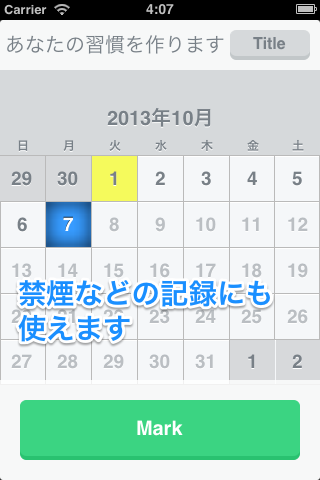 Carrier 4:07
あなたの習慣を作ります Title
2013年10月
日 月 火 水 木 金 土
29 30 1 2 3 4 5
6 7 8 9 10 11 12
13 14 15 16 17 18 19
禁煙などの記録にも
20 21 22 23 24 25 26
使えます
27 28 29 30 31 1 2
Mark